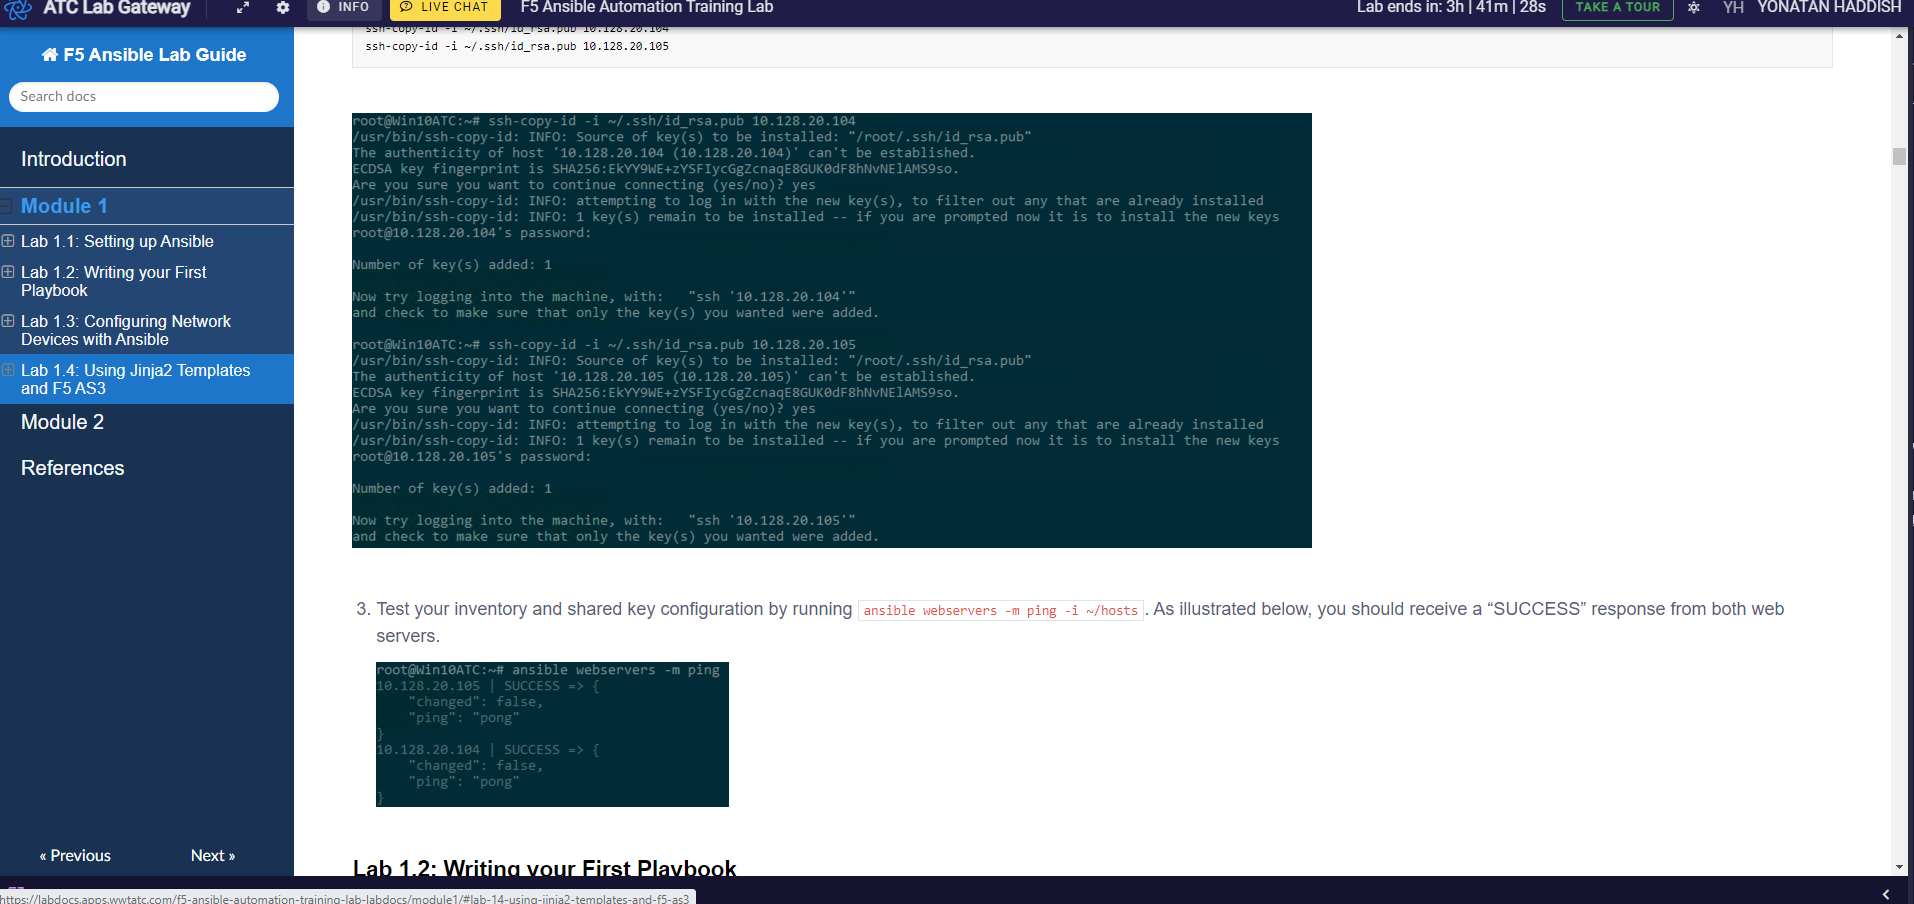 ATC Lab Gateway
INFO
LIVE CHAT
F5 Ansible Automation Training Lab
Lab ends in: 3h | 41m | 28s
TAKE A TOUR
YH
YONATAN HADDISH
F5 Ansible Lab Guide
Search docs
Introduction
Module 1
Lab 1.1: Setting up Ansible
Lab 1.2: Writing your First
Playbook
Lab 1.3: Configuring Network
Devices with Ansible
Lab 1.4: Using Jinja2 Templates
and F5 AS3
Module 2
References
« Previous
Next »
ssh-copy-id -i ~/.ssh/id_rsa.pub 10.128.20.104
ssh-copy-id -i ~/.ssh/id_rsa.pub 10.128.20.105
root@Win10ATC:~# ssh-copy-id -i ~/.ssh/id_rsa.pub 10.128.20.104
/usr/bin/ssh-copy-id: INFO: Source of key(s) to be installed: "/root/.ssh/id_rsa.pub"
The authenticity of host '10.128.20.104 (10.128.20.104)' can't be established.
ECDSA key fingerprint is SHA256:EkYY9WE+zYSFIycGgZcnaqE8GUK0dF8hNvNElAMS9so.
Are you sure you want to continue connecting (yes/no)? yes
/usr/bin/ssh-copy-id: INFO: attempting to log in with the new key(s), to filter out any that are already installed
/usr/bin/ssh-copy-id: INFO: 1 key(s) remain to be installed -- if you are prompted now it is to install the new keys
root@10.128.20.104's password:
Number of key(s) added: 1
Now try logging into the machine, with:   "ssh '10.128.20.104'"
and check to make sure that only the key(s) you wanted were added.
root@Win10ATC:~# ssh-copy-id -i ~/.ssh/id_rsa.pub 10.128.20.105
/usr/bin/ssh-copy-id: INFO: Source of key(s) to be installed: "/root/.ssh/id_rsa.pub"
The authenticity of host '10.128.20.105 (10.128.20.105)' can't be established.
ECDSA key fingerprint is SHA256:EkYY9WE+zYSFIycGgZcnaqE8GUK0dF8hNvNElAMS9so.
Are you sure you want to continue connecting (yes/no)? yes
/usr/bin/ssh-copy-id: INFO: attempting to log in with the new key(s), to filter out any that are already installed
/usr/bin/ssh-copy-id: INFO: 1 key(s) remain to be installed -- if you are prompted now it is to install the new keys
root@10.128.20.105's password:
Number of key(s) added: 1
Now try logging into the machine, with:   "ssh '10.128.20.105'"
and check to make sure that only the key(s) you wanted were added.
3. Test your inventory and shared key configuration by running ansible webservers -m ping -i ~/hosts . As illustrated below, you should receive a “SUCCESS” response from both web
servers.
root@Win10ATC:~# ansible webservers -m ping
10.128.20.105 | SUCCESS => {
"changed": false,
"ping": "pong"
}
10.128.20.104 | SUCCESS => {
"changed": false,
"ping": "pong"
}
Lab 1.2: Writing your First Playbook
https://labdocs.apps.wwtatc.com/f5-ansible-automation-training-lab-labdocs/module1/#lab-14-using-jinja2-templates-and-f5-as3